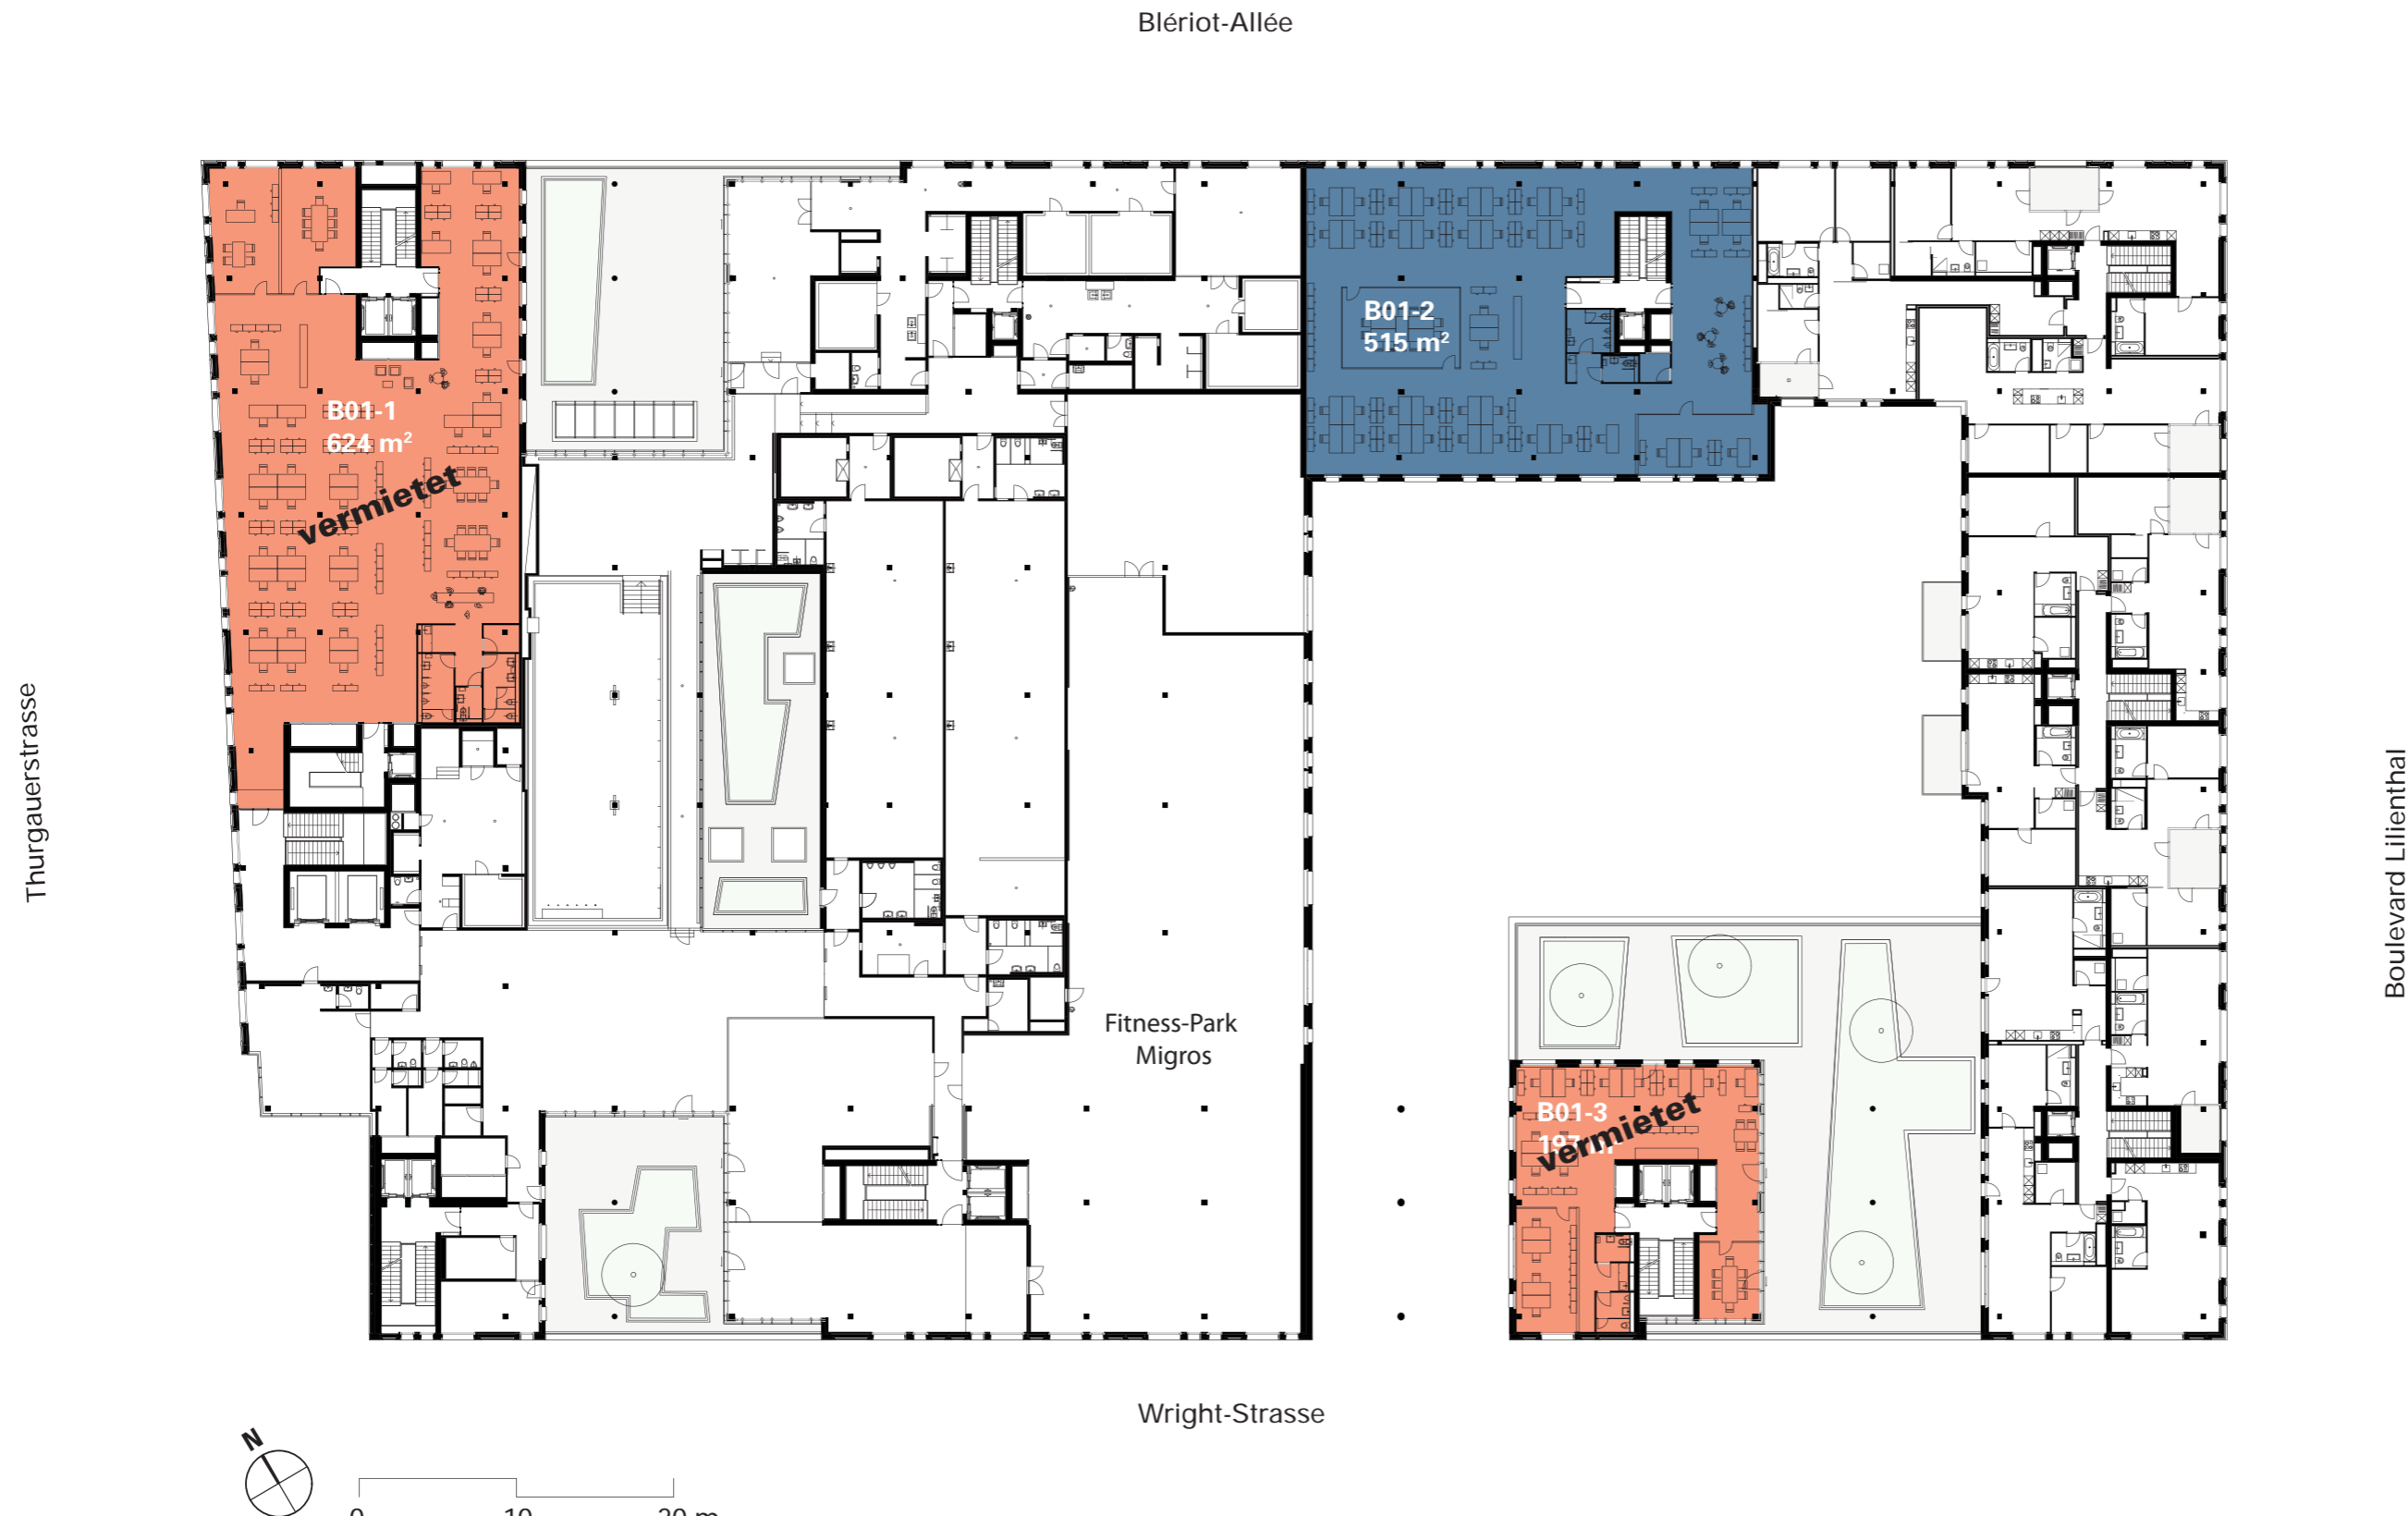 Blériot-Allée
B01-1
624 m²
vermietet
B01-2
515 m²
Thurgauerstrasse
Boulevard Lilienthal
Fitness-Park
Migros
B01-3
vermietet
Wright-Strasse
N
0 10 20 m